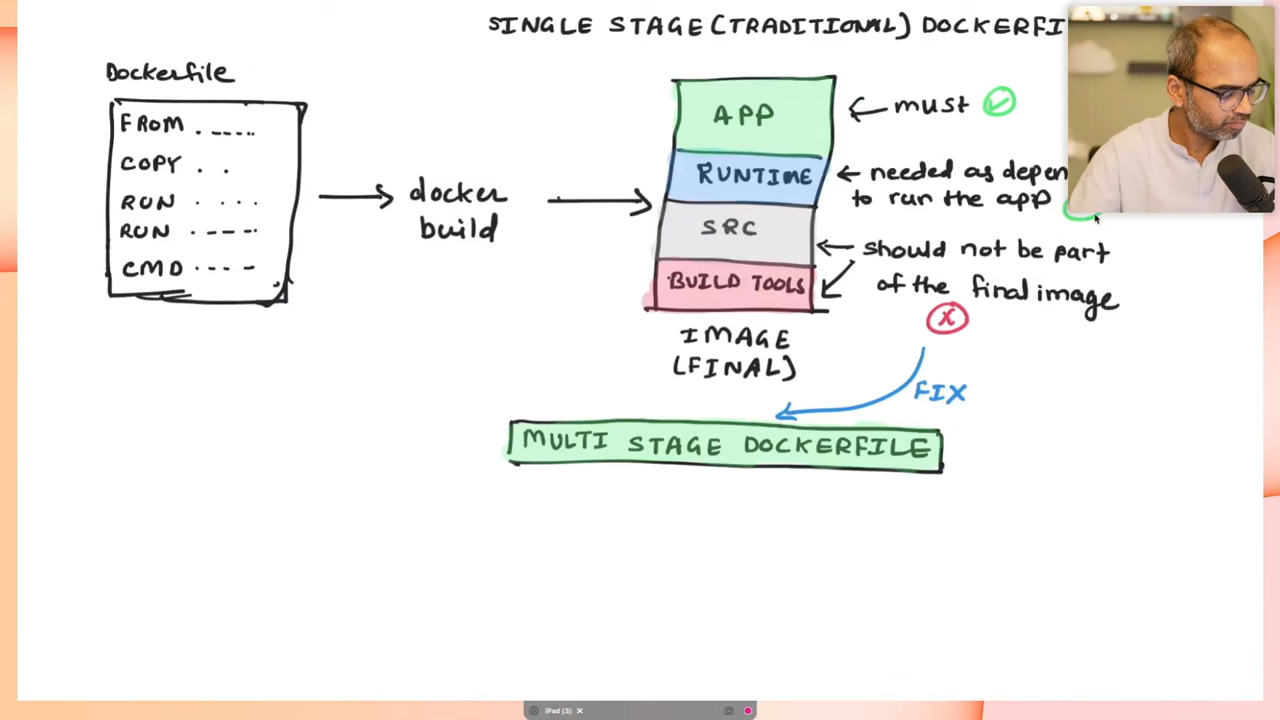 SINGLE STAGE (TRADITIONAL) DOCKERFI
Dockerfile
FROM . -----
COPY . .
RUN . . . .
RUN . ----
CMD . --- -
docker
build
APP
RUNTIME
SRC
BUILD TOOLS
IMAGE
(FINAL)
must
needed as depen
to run the app
should not be part
of the final image
FIX
MULTI STAGE DOCKERFILE
iPad (3)